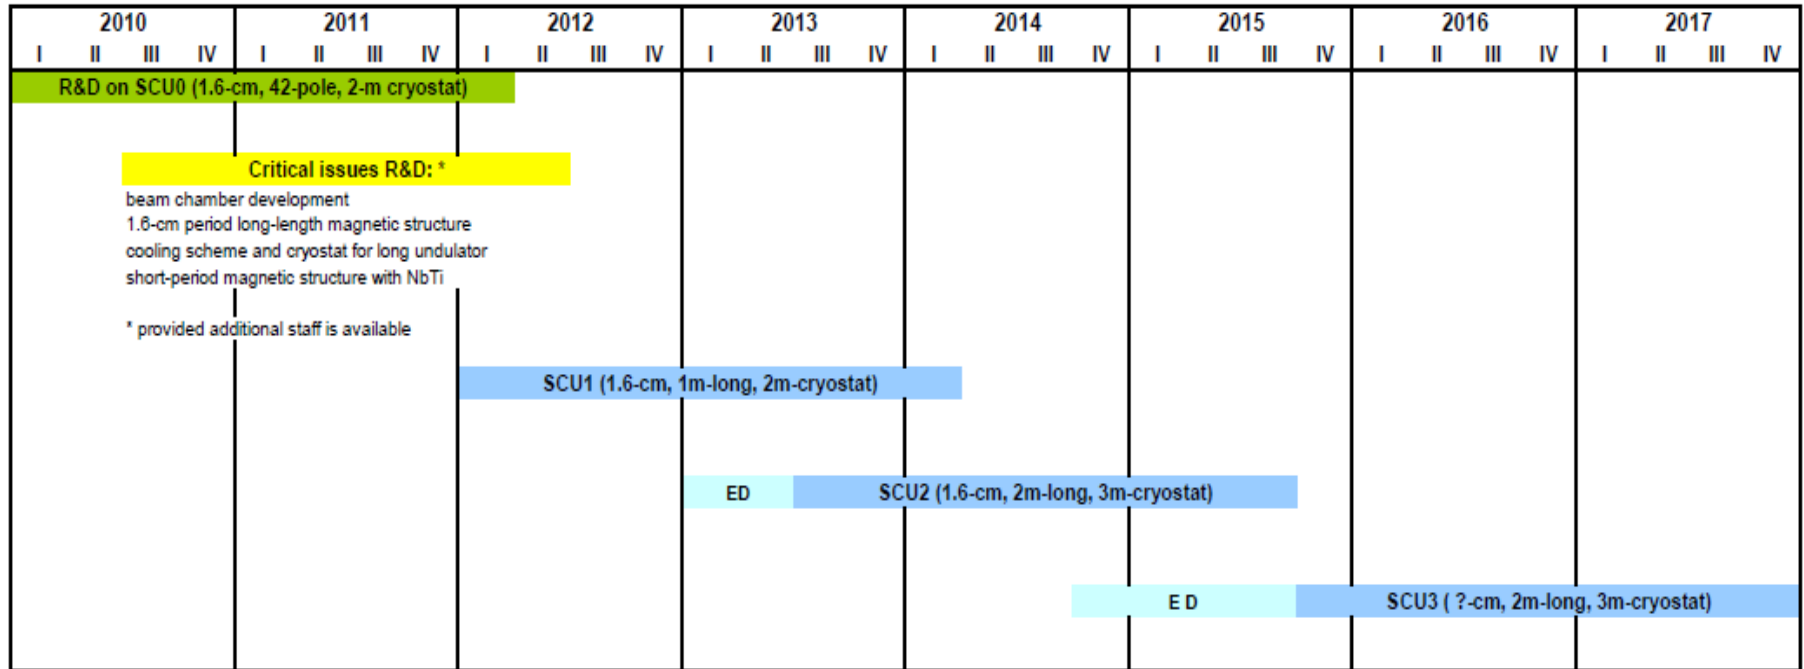 2010 2011 2012 2013 2014 2015 2016 2017
I II III IV I II III IV I II III IV I II III IV I II III IV I II III IV I II III IV I II III IV
R&D on SCU0 (1.6-cm, 42-pole, 2-m cryostat)
Critical issues R&D: *
beam chamber development
1.6-cm period long-length magnetic structure
cooling scheme and cryostat for long undulator
short-period magnetic structure with NbTi
* provided additional staff is available
SCU1 (1.6-cm, 1m-long, 2m-cryostat)
ED SCU2 (1.6-cm, 2m-long, 3m-cryostat)
E D SCU3 ( ?-cm, 2m-long, 3m-cryostat)